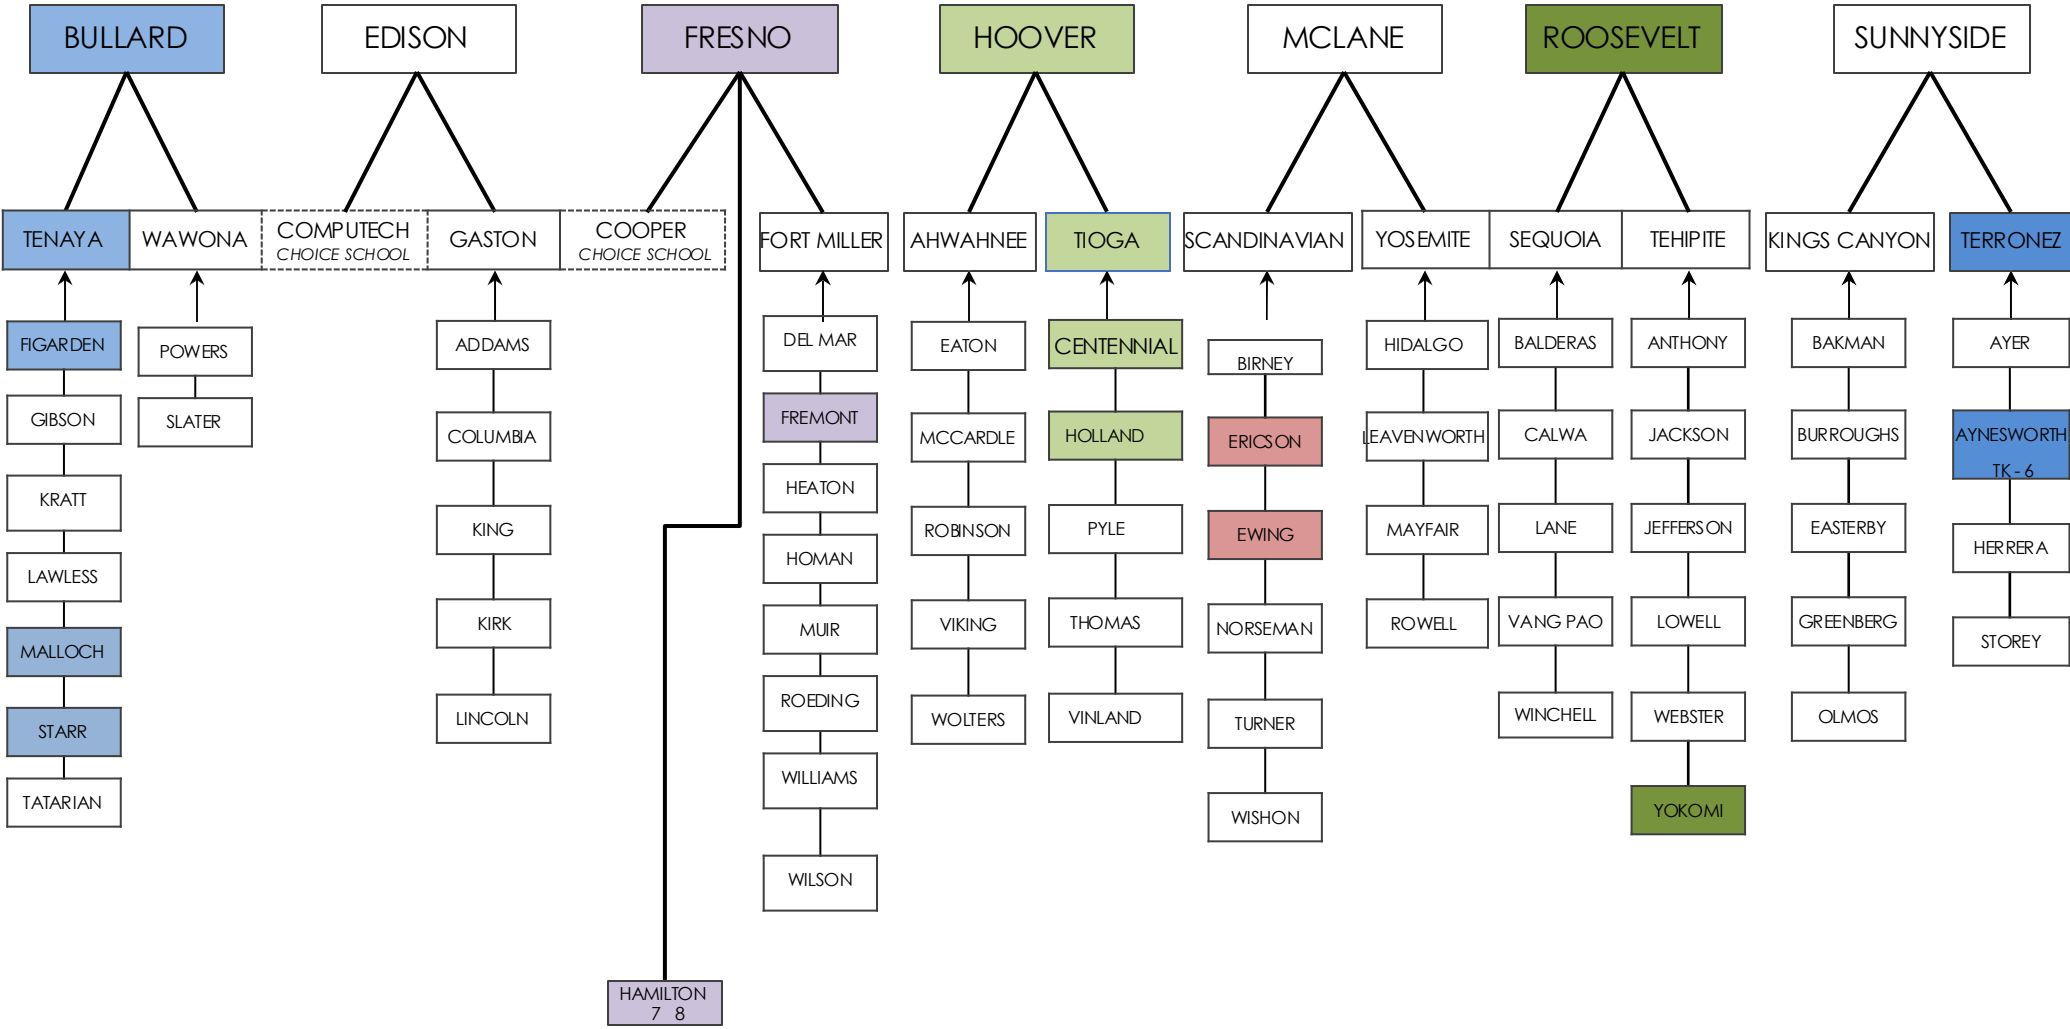 BULLARD
EDISON
FRESNO
HOOVER
MCLANE
ROOSEVELT
SUNNYSIDE
TENAYA
WAWONA
COMPUTECH
CHOICE SCHOOL
GASTON
COOPER
CHOICE SCHOOL
FORT MILLER
AHWAHNEE
TIOGA
SCANDINAVIAN
YOSEMITE
SEQUOIA
TEHIPITE
KINGS CANYON
TERRONEZ
FIGARDEN
GIBSON
KRATT
LAWLESS
MALLOCH
STARR
TATARIAN
POWERS
SLATER
ADDAMS
COLUMBIA
KING
KIRK
LINCOLN
DEL MAR
FREMONT
HEATON
HOMAN
MUIR
ROEDING
WILLIAMS
WILSON
EATON
MCCARDLE
ROBINSON
VIKING
WOLTERS
CENTENNIAL
HOLLAND
PYLE
THOMAS
VINLAND
BIRNEY
ERICSON
EWING
NORSEMAN
TURNER
WISHON
HIDALGO
LEAVENWORTH
MAYFAIR
ROWELL
BALDERAS
CALWA
LANE
VANG PAO
WINCHELL
ANTHONY
JACKSON
JEFFERSON
LOWELL
WEBSTER
YOKOMI
BAKMAN
BURROUGHS
EASTERBY
GREENBERG
OLMOS
AYER
AYNESWORTH
TK - 6
HERRERA
STOREY
HAMILTON
7 8